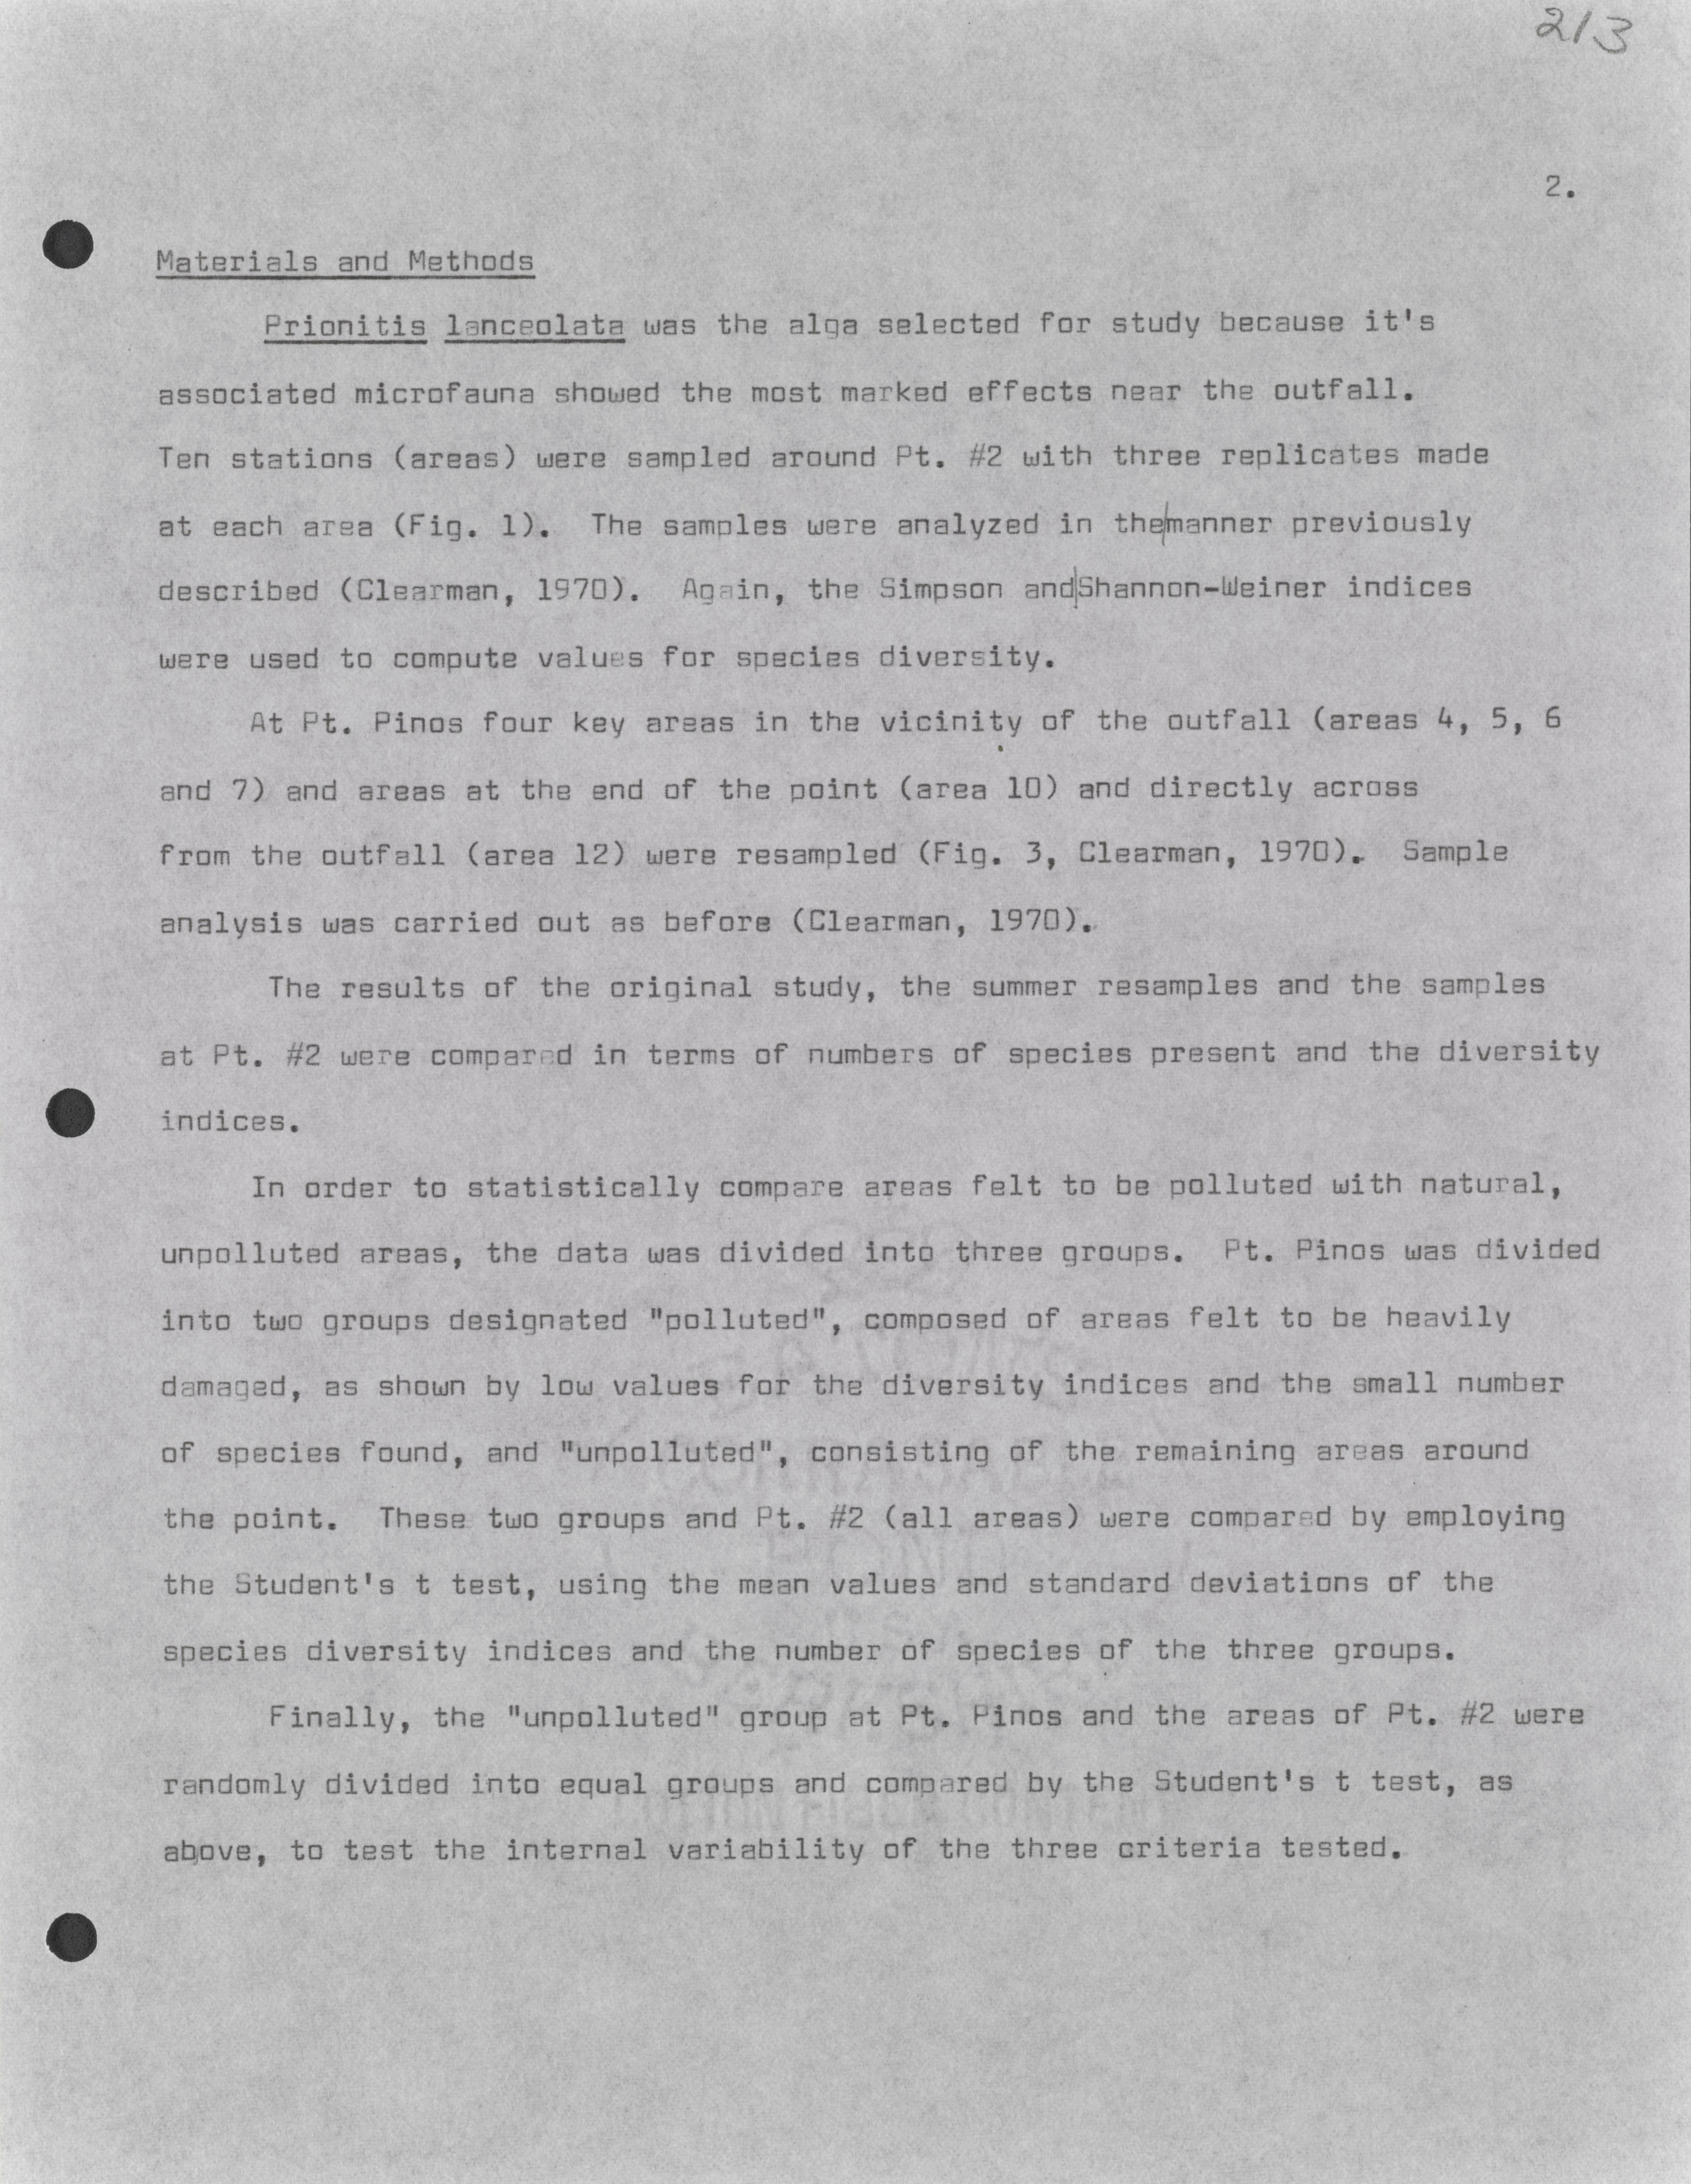 213
2.
Materials and Methods
Prionitis lanceolata was the alga selected for study because it's
associated microfauna showed the most marked effects near the outfall.
Ten stations (areas) were sampled around Pt. #2 with three replicates made
at each area (Fig. 1). The samples were analyzed in the|manner previously
described (Clearman, 1970). Again, the Simpson and|Shannon-Weiner indices
were used to compute values for species diversity.
At Pt. Pinos four key areas in the vicinity of the outfall (areas 4, 5, 6
and 7) and areas at the end of the point (area 10) and directly across
from the outfall (area 12) were resampled (Fig. 3, Clearman, 1970). Sample
analysis was carried out as before (Clearman, 1970).
The results of the original study, the summer resamples and the samples
at Pt. #2 were compared in terms of numbers of species present and the diversity
indices.
In order to statistically compare areas felt to be polluted with natural,
unpolluted areas, the data was divided into three groups. Pt. Pinos was divided
into two groups designated "polluted", composed of areas felt to be heavily
damaged, as shown by low values for the diversity indices and the small number
of species found, and "unpolluted", consisting of the remaining areas around
the point. These two groups and Pt. #2 (all areas) were compared by employing
the Student's t test, using the mean values and standard deviations of the
species diversity indices and the number of species of the three groups.
Finally, the "unpolluted" group at Pt. Pinos and the areas of Pt. #2 were
randomly divided into equal groups and compared by the Student's t test, as
above, to test the internal variability of the three criteria tested.